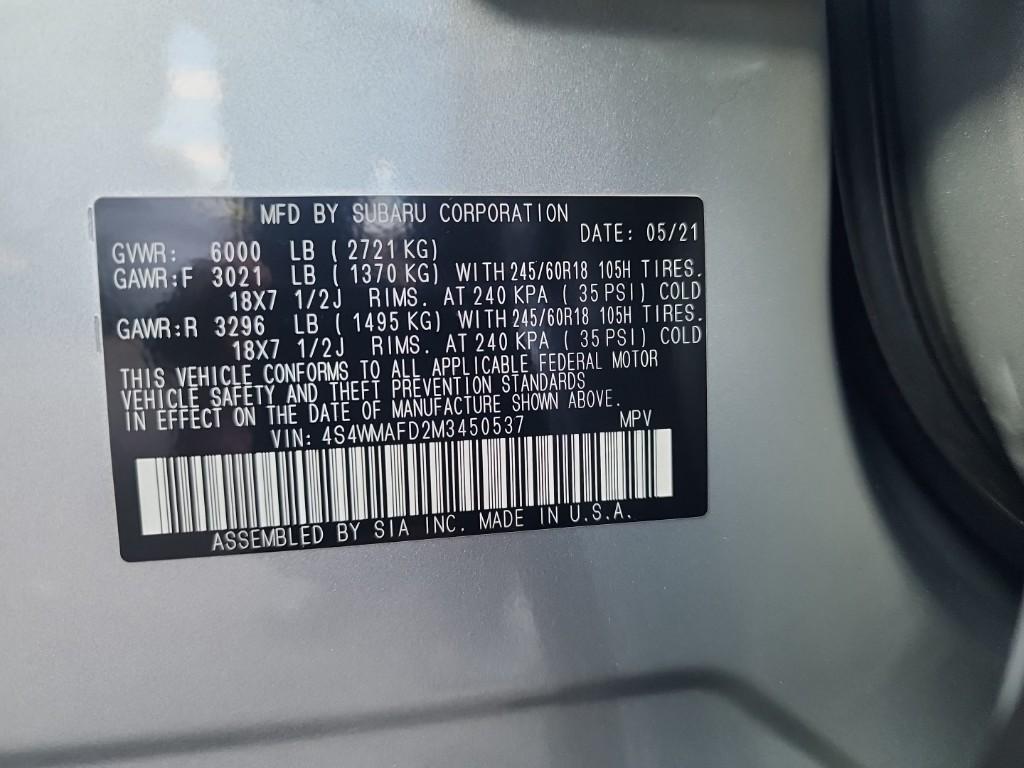 MFD BY SUBARU CORPORATION
DATE: 05/21
GVWR: 6000 LB (2721KG)
GAWR:F 3021 LB (1370 KG) WITH 245/60R18 105H TIRES.
18X7 1/2J RIMS. AT 240 KPA (35 PSI) COLD
GAWR:R 3296 LB (1495 KG) WITH 245/60R18 105H TIRES.
18X7 1/2J RIMS. AT 240 KPA (35 PSI) COLD
THIS VEHICLE CONFORMS TO ALL APPLICABLE FEDERAL MOTOR
VEHICLE SAFETY AND THEFT PREVENTION STANDARDS
IN EFFECT ON THE DATE OF MANUFACTURE SHOWN ABOVE.
VIN: 4S4WMAFD2M3450537 MPV
ASSEMBLED BY SIA INC. MADE IN U.S.A.